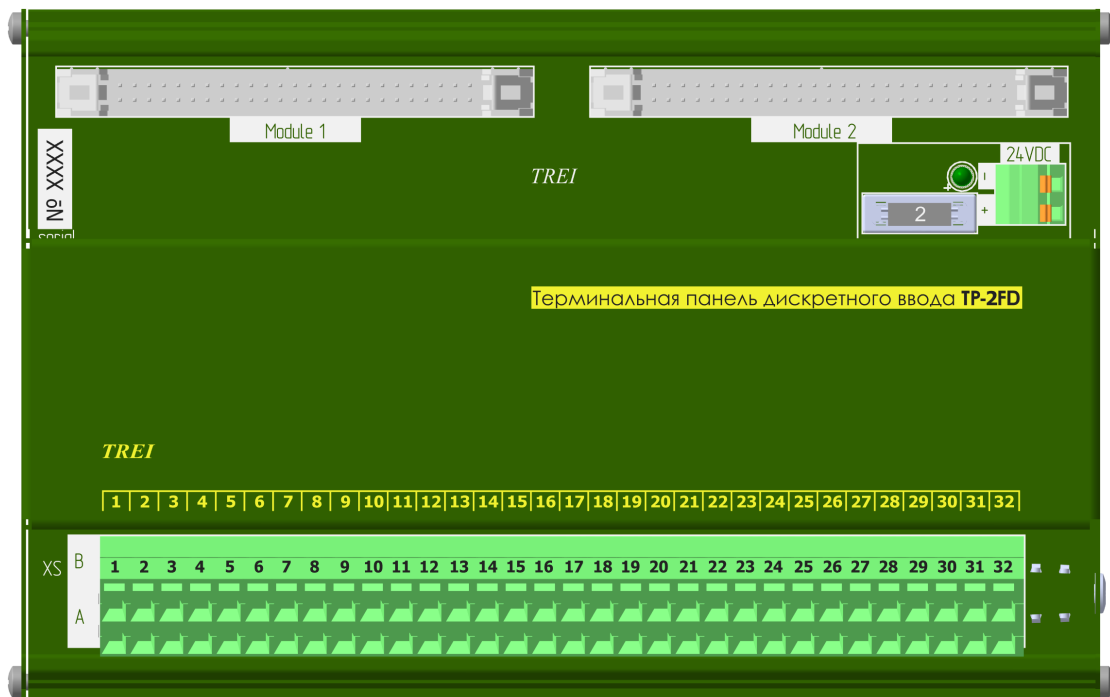 Module 1
Module 2
24VDC
XXXX №
TREI
-
+
2
Терминальная панель дискретного ввода TP-2FD
TREI
1 2 3 4 5 6 7 8 9 10 11 12 13 14 15 16 17 18 19 20 21 22 23 24 25 26 27 28 29 30 31 32
XS
B
1 2 3 4 5 6 7 8 9 10 11 12 13 14 15 16 17 18 19 20 21 22 23 24 25 26 27 28 29 30 31 32
A